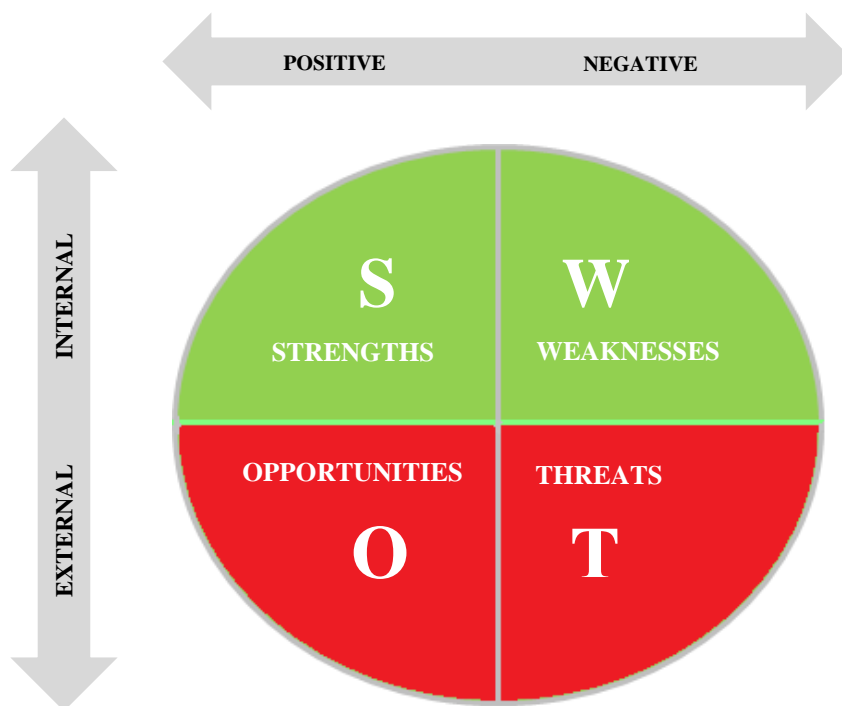 POSITIVE NEGATIVE
INTERNAL
EXTERNAL
S W
STRENGTHS WEAKNESSES
OPPORTUNITIES THREATS
O T